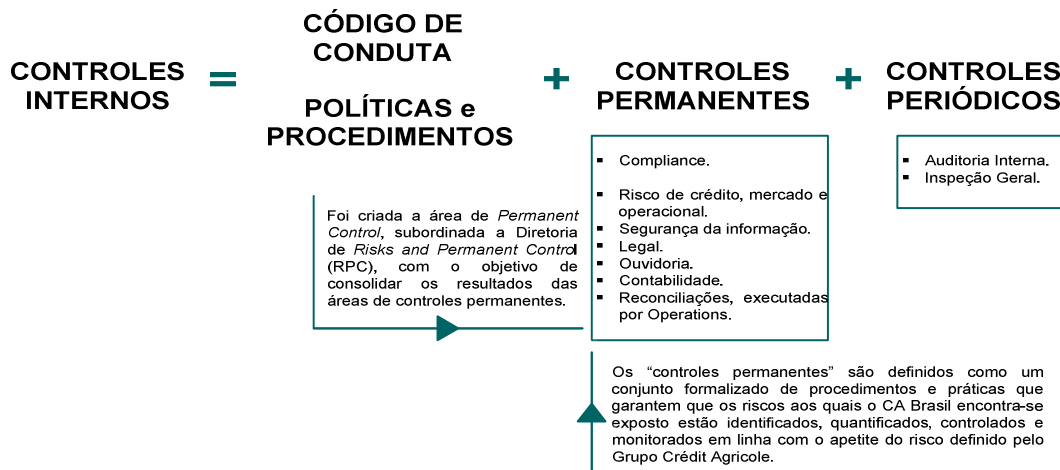 CONTROLES
INTERNOS
=
CÓDIGO DE
CONDUTA
POLÍTICAS e
PROCEDIMENTOS
+
CONTROLES
PERMANENTES
+
CONTROLES
PERIÓDICOS
▪ Compliance.
▪ Risco de crédito, mercado e
operacional.
▪ Segurança da informação.
▪ Legal.
▪ Ouvidoria.
▪ Contabilidade.
▪ Reconciliações, executadas
por Operations.
▪ Auditoria Interna.
▪ Inspeção Geral.
Foi criada a área de Permanent
Control, subordinada a Diretoria
de Risks and Permanent Control
(RPC), com o objetivo de
consolidar os resultados das
áreas de controles permanentes.
Os “controles permanentes” são definidos como um
conjunto formalizado de procedimentos e práticas que
garantem que os riscos aos quais o CA Brasil encontra-se
exposto estão identificados, quantificados, controlados e
monitorados em linha com o apetite do risco definido pelo
Grupo Crédit Agricole.